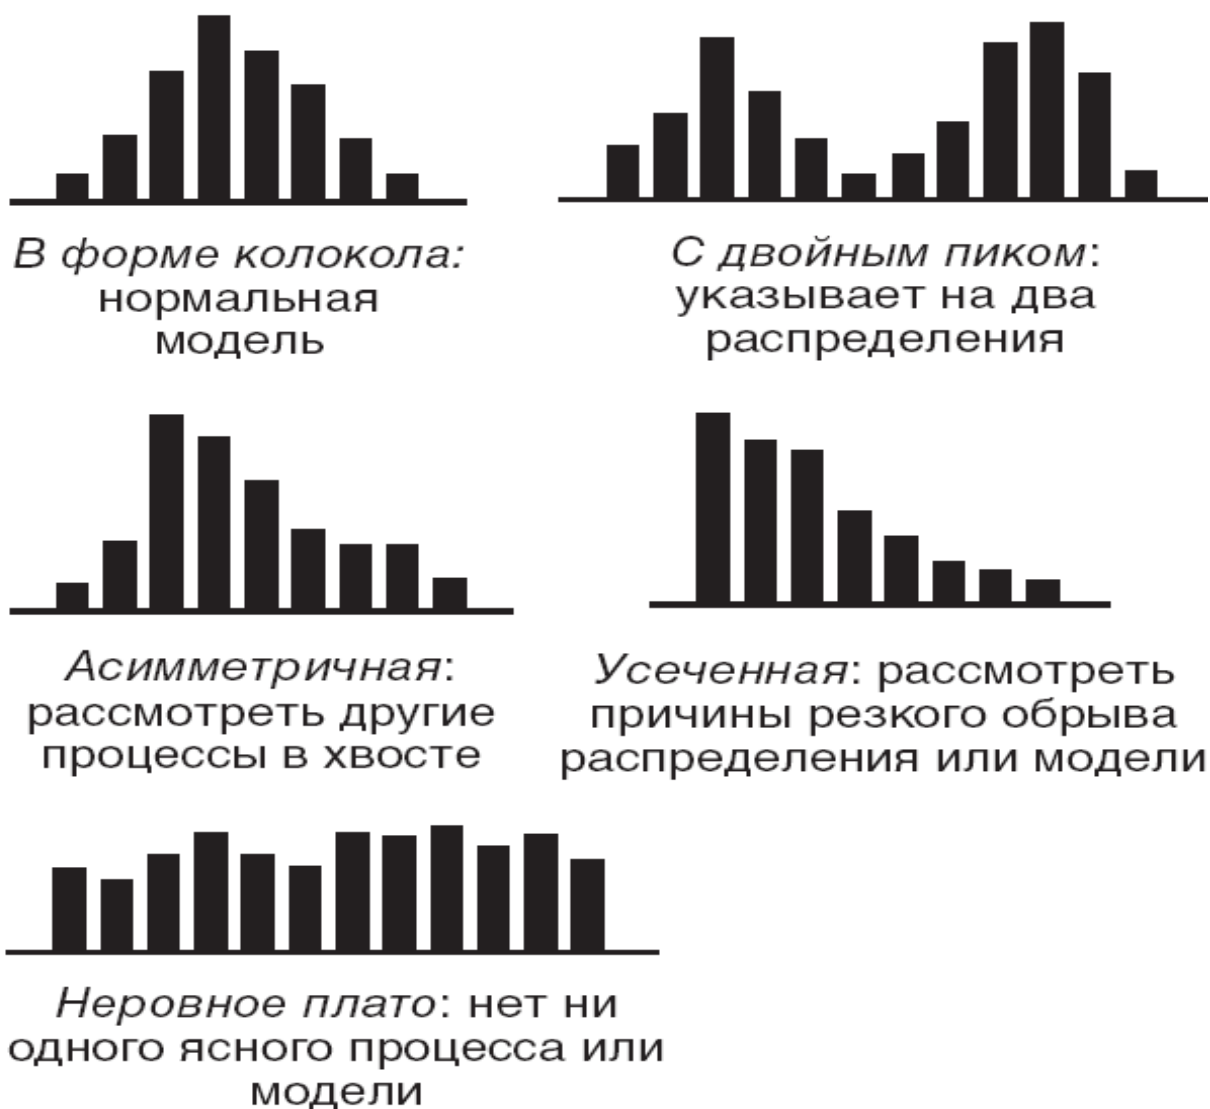 В форме колокола:
нормальная
модель
С двойным пиком:
указывает на два
распределения
Асимметричная:
рассмотреть другие
процессы в хвосте
Усеченная: рассмотреть
причины резкого обрыва
распределения или модели
Неровное плато: нет ни
одного ясного процесса или
модели